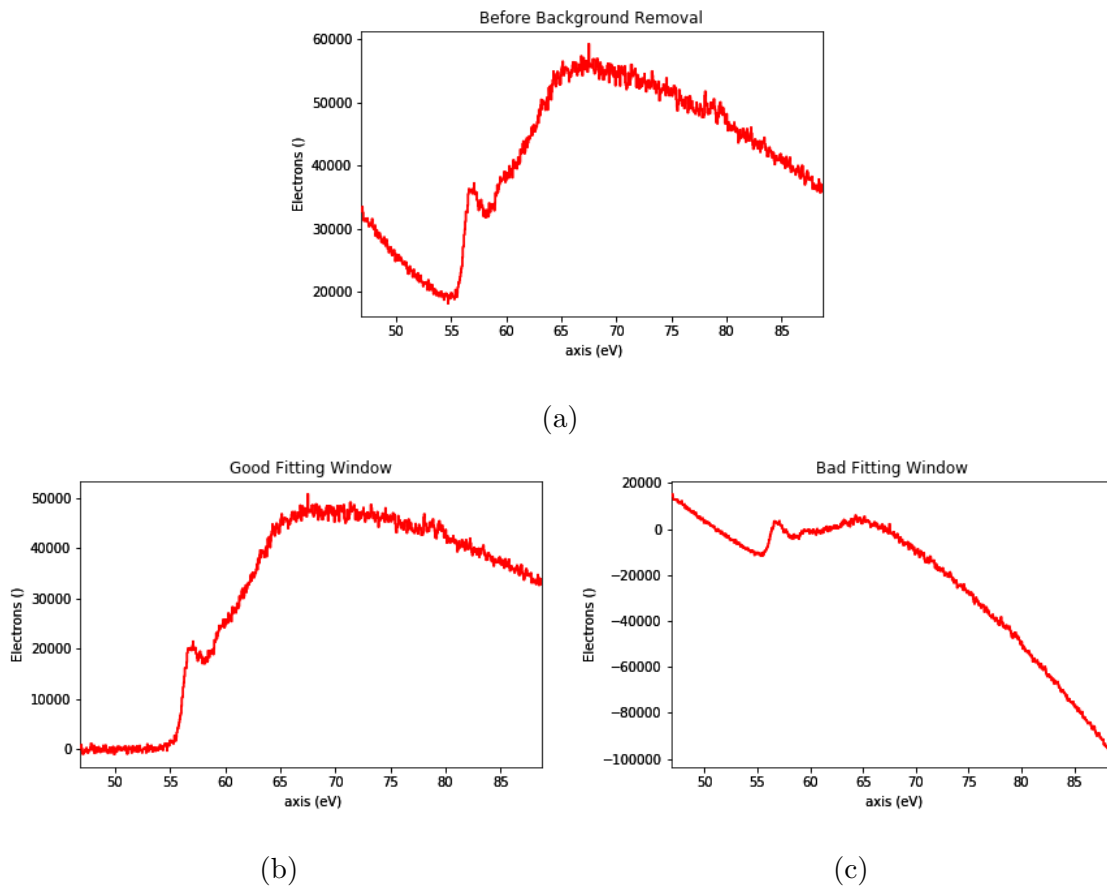 Before Background Removal
60000
50000
40000
30000
20000
Electrons ()
50 55 60 65 70 75 80 85
axis (eV)
(a)
Good Fitting Window
50000
40000
30000
20000
10000
0
Electrons ()
50 55 60 65 70 75 80 85
axis (eV)
(b)
Bad Fitting Window
20000
0
−20000
−40000
−60000
−80000
−100000
Electrons ()
50 55 60 65 70 75 80 85
axis (eV)
(c)